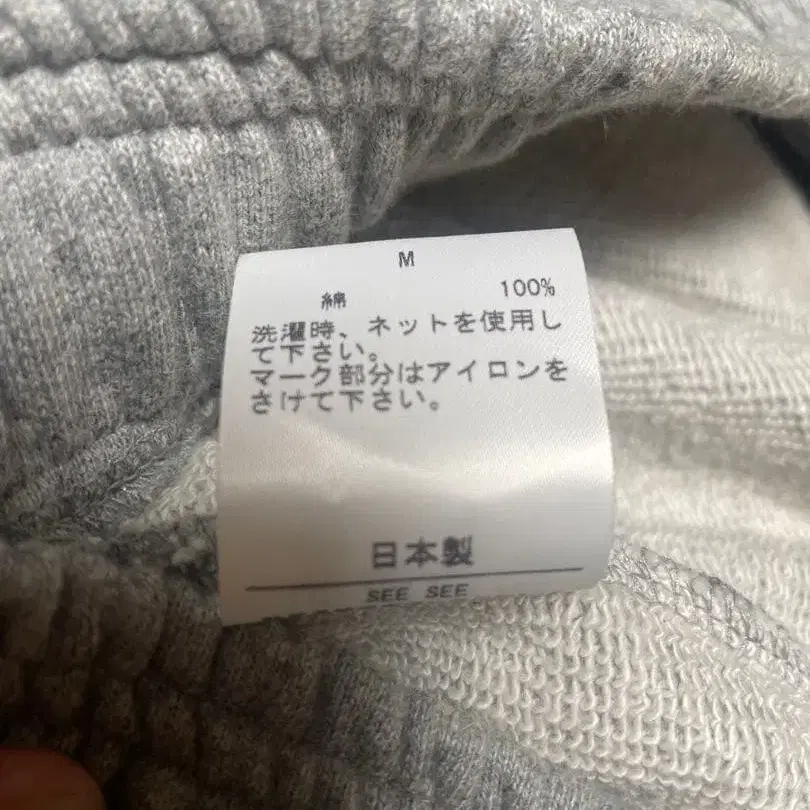 M
綿 100%
洗濯時、ネットを使用し
て下さい。
マーク部分はアイロンを
さけて下さい。
日本製
SEE SEE